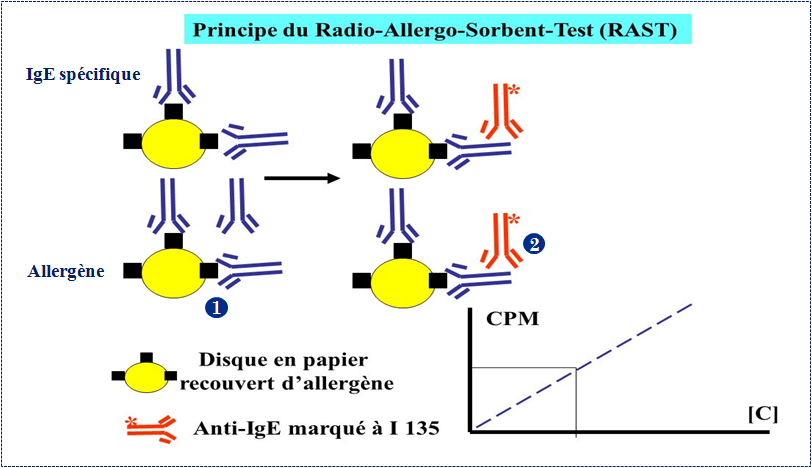 Principe du Radio-Allergo-Sorbent-Test (RAST)
IgE spécifique
*
Allergène
*
2
1
CPM
Disque en papier
recouvert d’allergène
[C]
*
Anti-IgE marqué à I 135